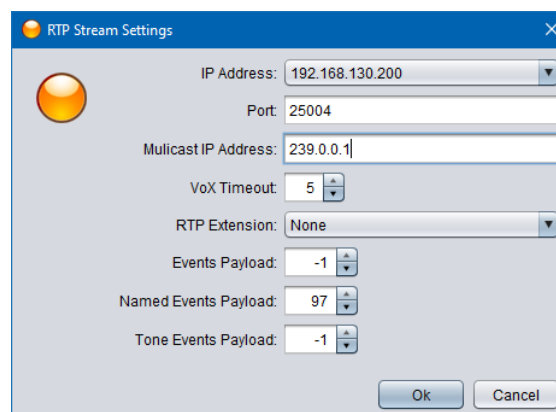 RTP Stream Settings
IP Address: 192.168.130.200
Port: 25004
Mulicast IP Address: 239.0.0.1
VoX Timeout: 5
RTP Extension: None
Events Payload: -1
Named Events Payload: 97
Tone Events Payload: -1
Ok Cancel